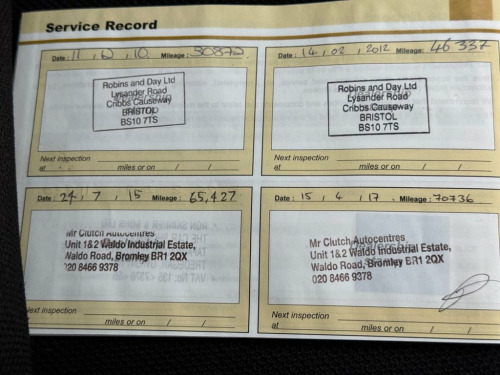 Service Record
Date: 11, 10 Mileage: 50872
Robins and Day Ltd
Lysander Road
Cribbs Causeway
BRISTOL
BS10 7TS
Next inspection
at miles or on / /
Date: 14, 02, 2012 Mileage: 46 337
Robins and Day Ltd
Lysander Road
Cribbs Causeway
BRISTOL
BS10 7TS
Next inspection
at miles or on / /
Date: 24, 7, 15 Mileage: 65,427
Mr Clutch Autocentres
Unit 1&2 Waldo Industrial Estate,
Waldo Road, Bromley BR1 2QX
020 8466 9378
Next inspection
miles or on / /
Date: 15, 4, 17, Mileage: 70736
Mr Clutch Autocentres
Unit 1&2 Waldo Industrial Estate,
Waldo Road, Bromley BR1 2QX
020 8466 9378
Next inspection
at miles or on / /